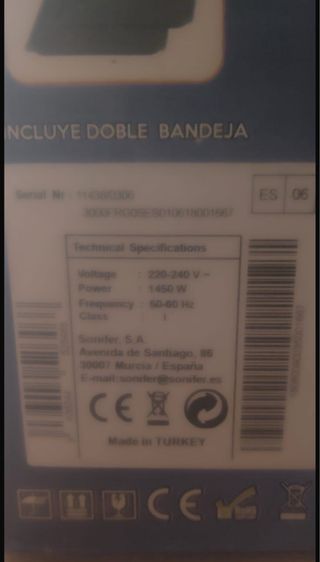 INCLUYE DOBLE BANDEJA
Serial Nr :
ES 06
Technical Specifications
Voltage : 220-240 V ~
Power : 1450 W
Frequency : 50-60 Hz
Class : I
Sonifer, S.A.
Avenida de Santiago, 86
30007 Murcia / España
E-mail:sonifer@sonifer.es
CE
Made in TURKEY
CE